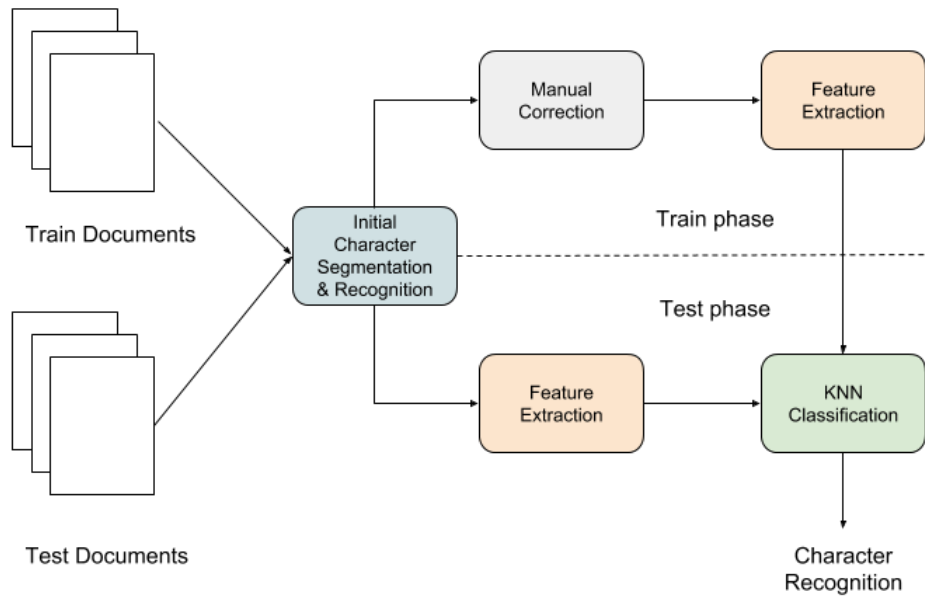 Train Documents
Test Documents
Initial
Character
Segmentation
& Recognition
Manual
Correction
Feature
Extraction
Train phase
Test phase
Feature
Extraction
KNN
Classification
Character
Recognition